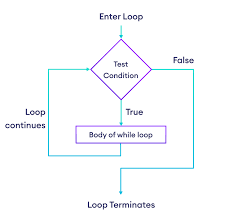 Enter Loop
Test
Condition
False
True
Loop
continues
Body of while loop
Loop Terminates